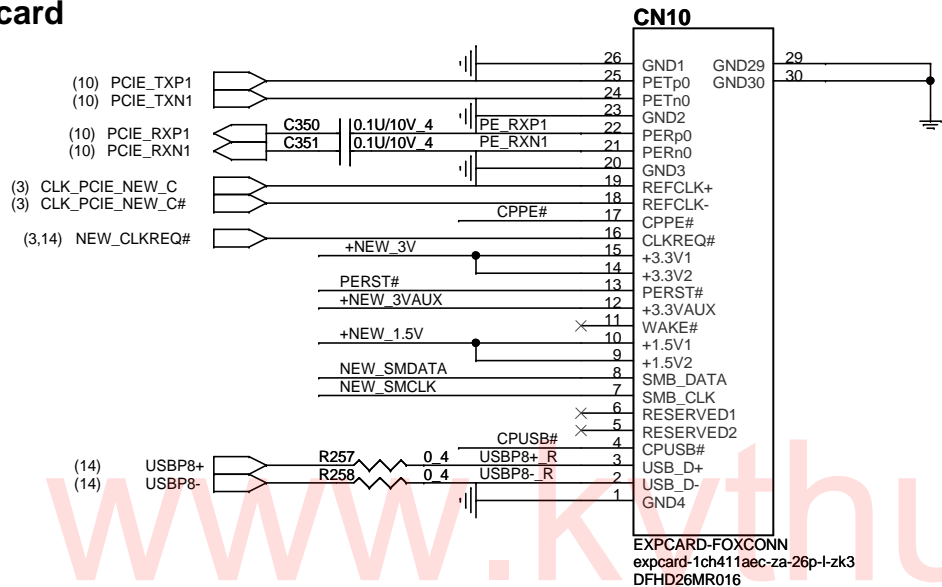 card
CN10
26 GND1 GND29 29
(10) PCIE_TXP1 25 PETp0 GND30 30
(10) PCIE_TXN1 24 PETn0
23 GND2
(10) PCIE_RXP1 C350 0.1U/10V_4 PE_RXP1 22 PERp0
(10) PCIE_RXN1 C351 0.1U/10V_4 PE_RXN1 21 PERn0
20 GND3
(3) CLK_PCIE_NEW_C 19 REFCLK+
(3) CLK_PCIE_NEW_C# 18 REFCLK-
CPPE# 17 CPPE#
(3,14) NEW_CLKREQ# 16 CLKREQ#
+NEW_3V 15 +3.3V1
14 +3.3V2
PERST# 13 PERST#
+NEW_3VAUX 12 +3.3VAUX
11 WAKE#
+NEW_1.5V 10 +1.5V1
9 +1.5V2
NEW_SMDATA 8 SMB_DATA
NEW_SMCLK 7 SMB_CLK
6 RESERVED1
5 RESERVED2
CPUSB# 4 CPUSB#
(14) USBP8+ R257 0_4 USBP8+_R 3 USB_D+
(14) USBP8- R258 0_4 USBP8-_R 2 USB_D-
1 GND4
EXPCARD-FOXCONN
expcard-1ch411aec-za-26p-l-zk3
DFHD26MR016
www.kythu